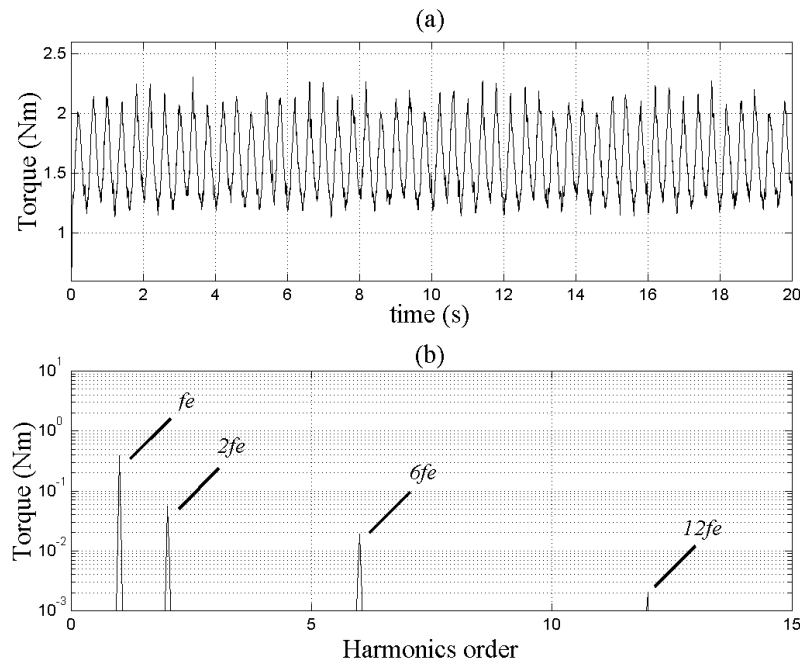 (a)
Torque (Nm)
2.5
2
1.5
1
0 2 4 6 8 10 12 14 16 18 20
time (s)
(b)
Torque (Nm)
10^1
10^0
10^-1
10^-2
10^-3
fe
2fe
6fe
12fe
0 5 10 15
Harmonics order